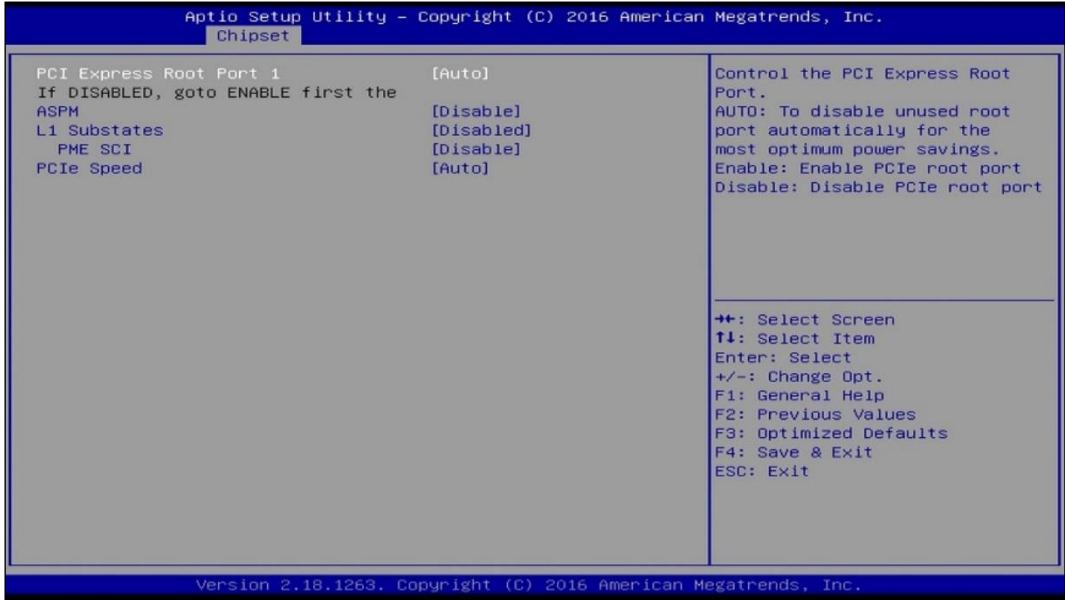 Aptio Setup Utility – Copyright (C) 2016 American Megatrends, Inc.
Chipset
PCI Express Root Port 1 [Auto]
If DISABLED, goto ENABLE first the
ASPM [Disable]
L1 Substates [Disabled]
PME SCI [Disable]
PCIe Speed [Auto]
Control the PCI Express Root
Port.
AUTO: To disable unused root
port automatically for the
most optimum power savings.
Enable: Enable PCIe root port
Disable: Disable PCIe root port
→←: Select Screen
↑↓: Select Item
Enter: Select
+/-: Change Opt.
F1: General Help
F2: Previous Values
F3: Optimized Defaults
F4: Save & Exit
ESC: Exit
Version 2.18.1263. Copyright (C) 2016 American Megatrends, Inc.